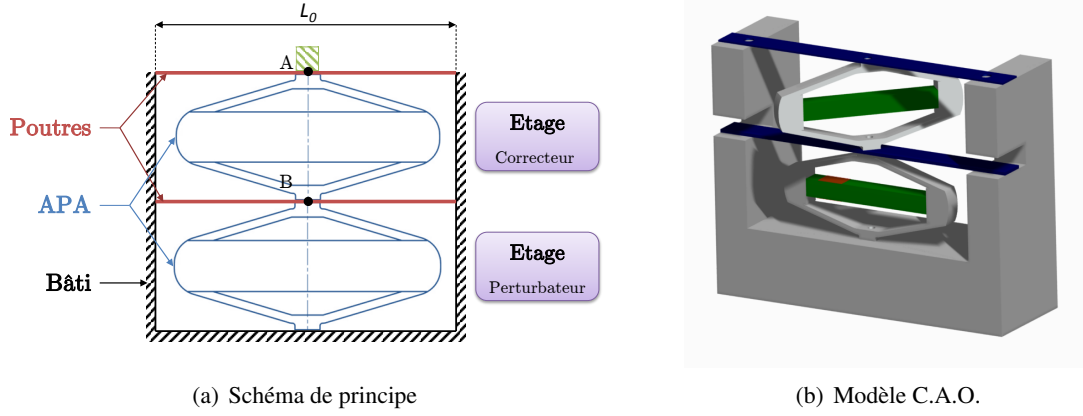 L0
A
Poutres
Etage
Correcteur
B
APA
Etage
Perturbateur
Bâti
(a) Schéma de principe
(b) Modèle C.A.O.